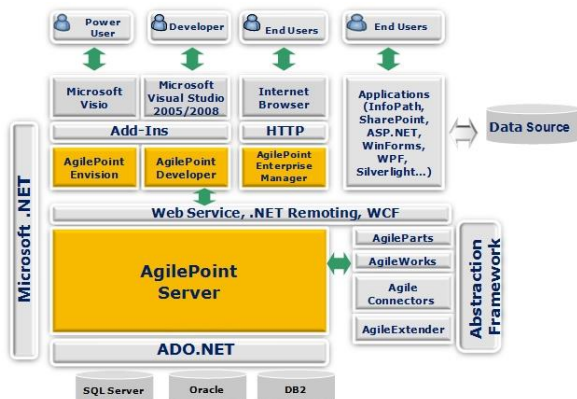 Power
User
Developer
End Users
End Users
Microsoft
Visio
Microsoft
Visual Studio
2005/2008
Internet
Browser
Applications
(InfoPath,
SharePoint,
ASP.NET,
WinForms,
WPF,
Silverlight...)
Data Source
Add-Ins
HTTP
AgilePoint
Envision
AgilePoint
Developer
AgilePoint
Enterprise
Manager
Microsoft .NET
Web Service, .NET Remoting, WCF
AgilePoint
Server
AgileParts
AgileWorks
Agile
Connectors
AgileExtender
Abstraction
Framework
ADO.NET
SQL Server
Oracle
DB2